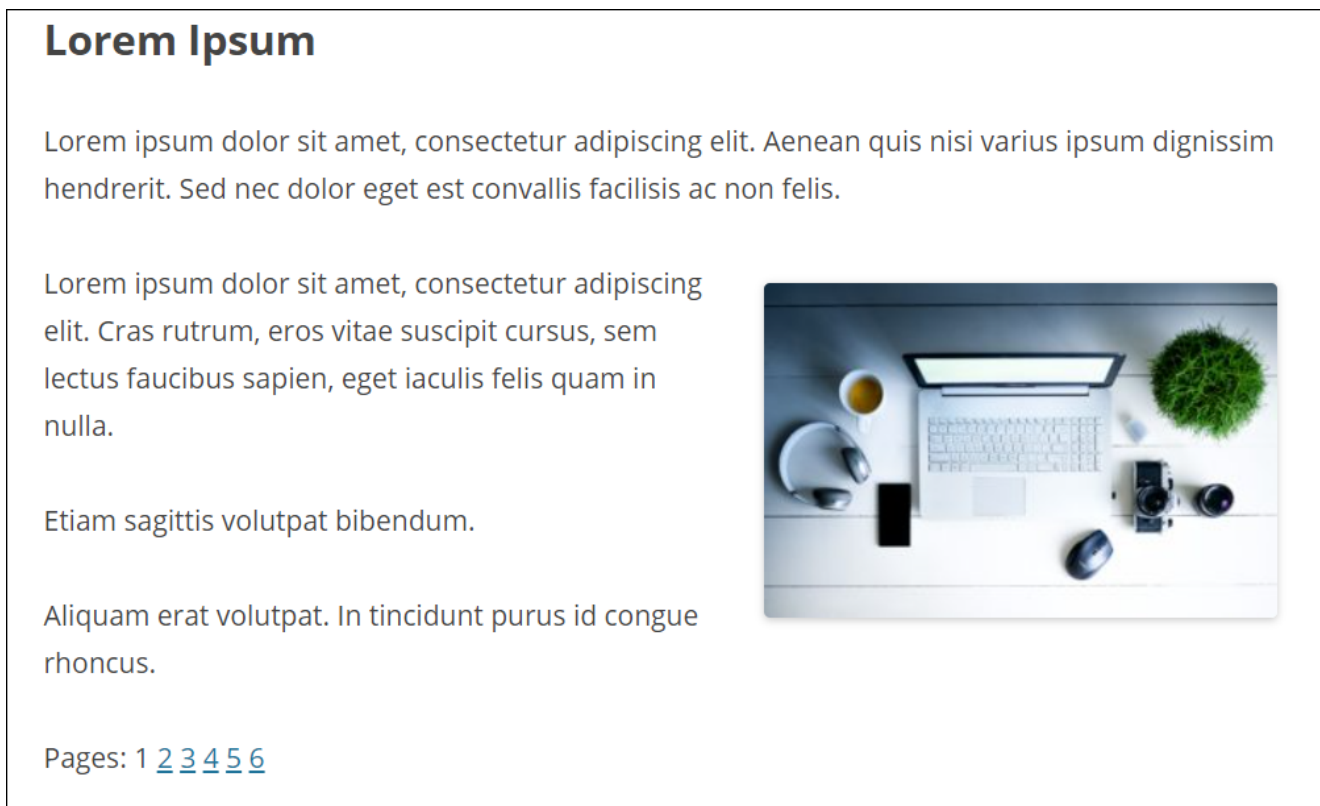 Lorem Ipsum
Lorem ipsum dolor sit amet, consectetur adipiscing elit. Aenean quis nisi varius ipsum dignissim
hendrerit. Sed nec dolor eget est convallis facilisis ac non felis.
Lorem ipsum dolor sit amet, consectetur adipiscing
elit. Cras rutrum, eros vitae suscipit cursus, sem
lectus faucibus sapien, eget iaculis felis quam in
nulla.
Etiam sagittis volutpat bibendum.
Aliquam erat volutpat. In tincidunt purus id congue
rhoncus.
Pages: 1 2 3 4 5 6